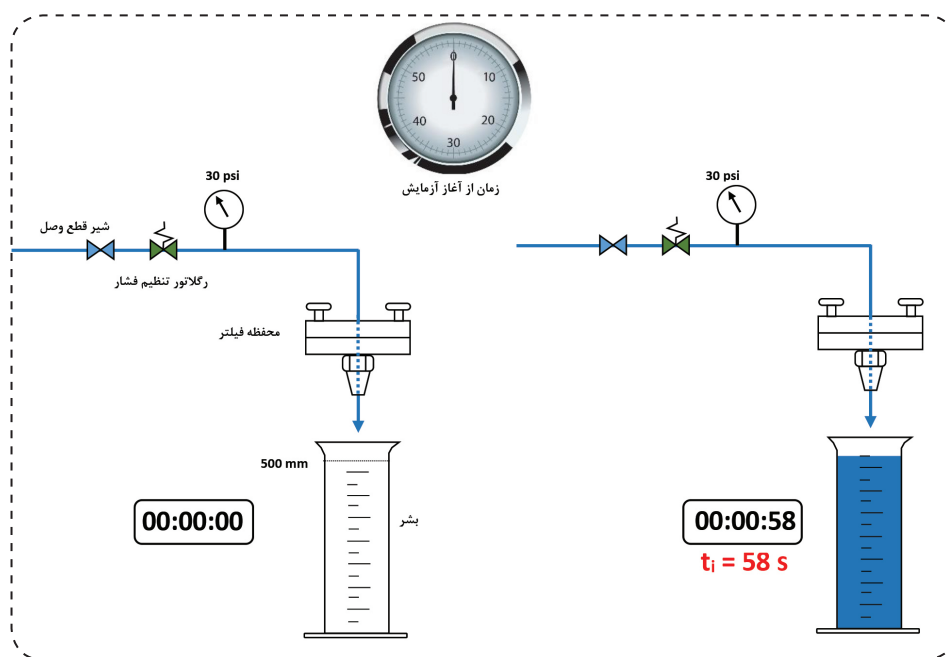 0
10
20
30
40
50
زمان از آغاز آزمایش
30 psi
شیر قطع وصل
رگلاتور تنظیم فشار
محفظه فیلتر
500 mm
00:00:00
بشر
30 psi
00:00:58
ti = 58 s